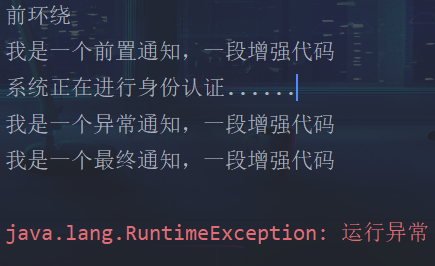 前环绕
我是一个前置通知，一段增强代码
系统正在进行身份认证......
我是一个异常通知，一段增强代码
我是一个最终通知，一段增强代码
java.lang.RuntimeException: 运行异常